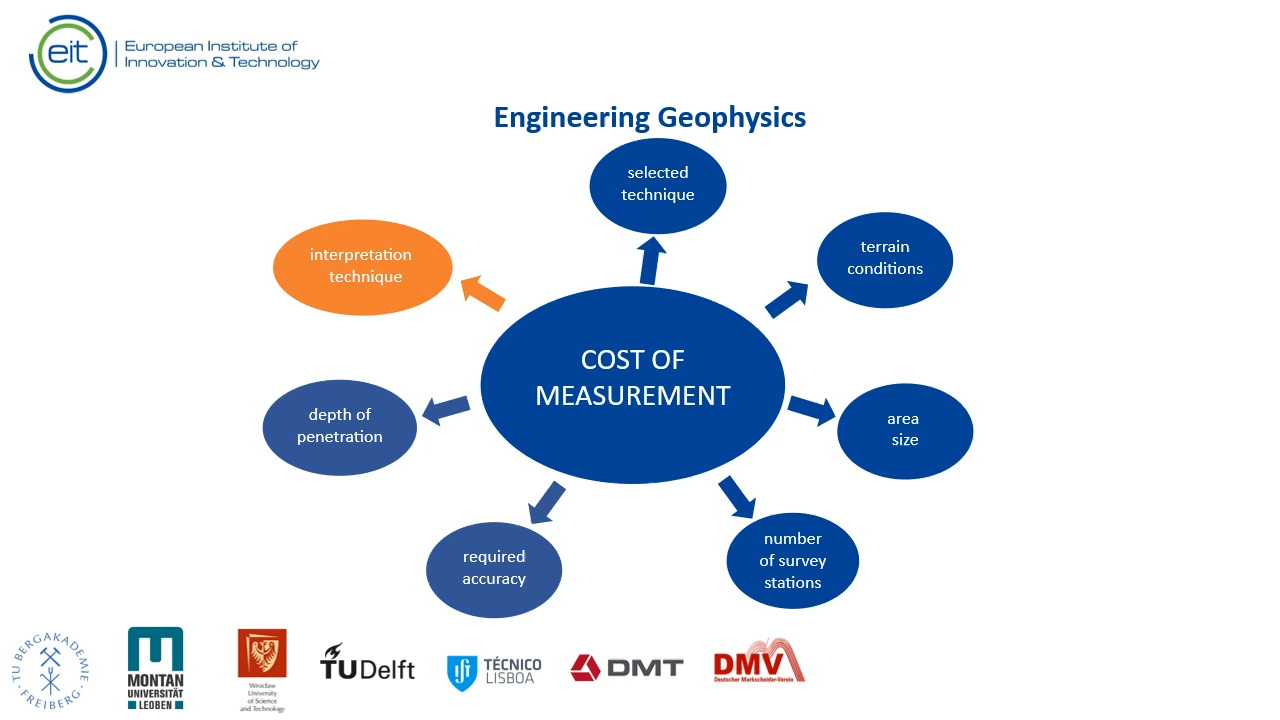 eit
European Institute of
Innovation & Technology
Engineering Geophysics
selected
technique
interpretation
technique
terrain
conditions
COST OF
MEASUREMENT
depth of
penetration
area
size
required
accuracy
number
of survey
stations
TU BERGAKADEMIE
FREIBERG
MONTAN
UNIVERSITÄT
LEOBEN
Wrocław
University
of Science
and Technology
TUDelft
TÉCNICO
LISBOA
DMT
DMV
Deutscher Markscheider-Verein